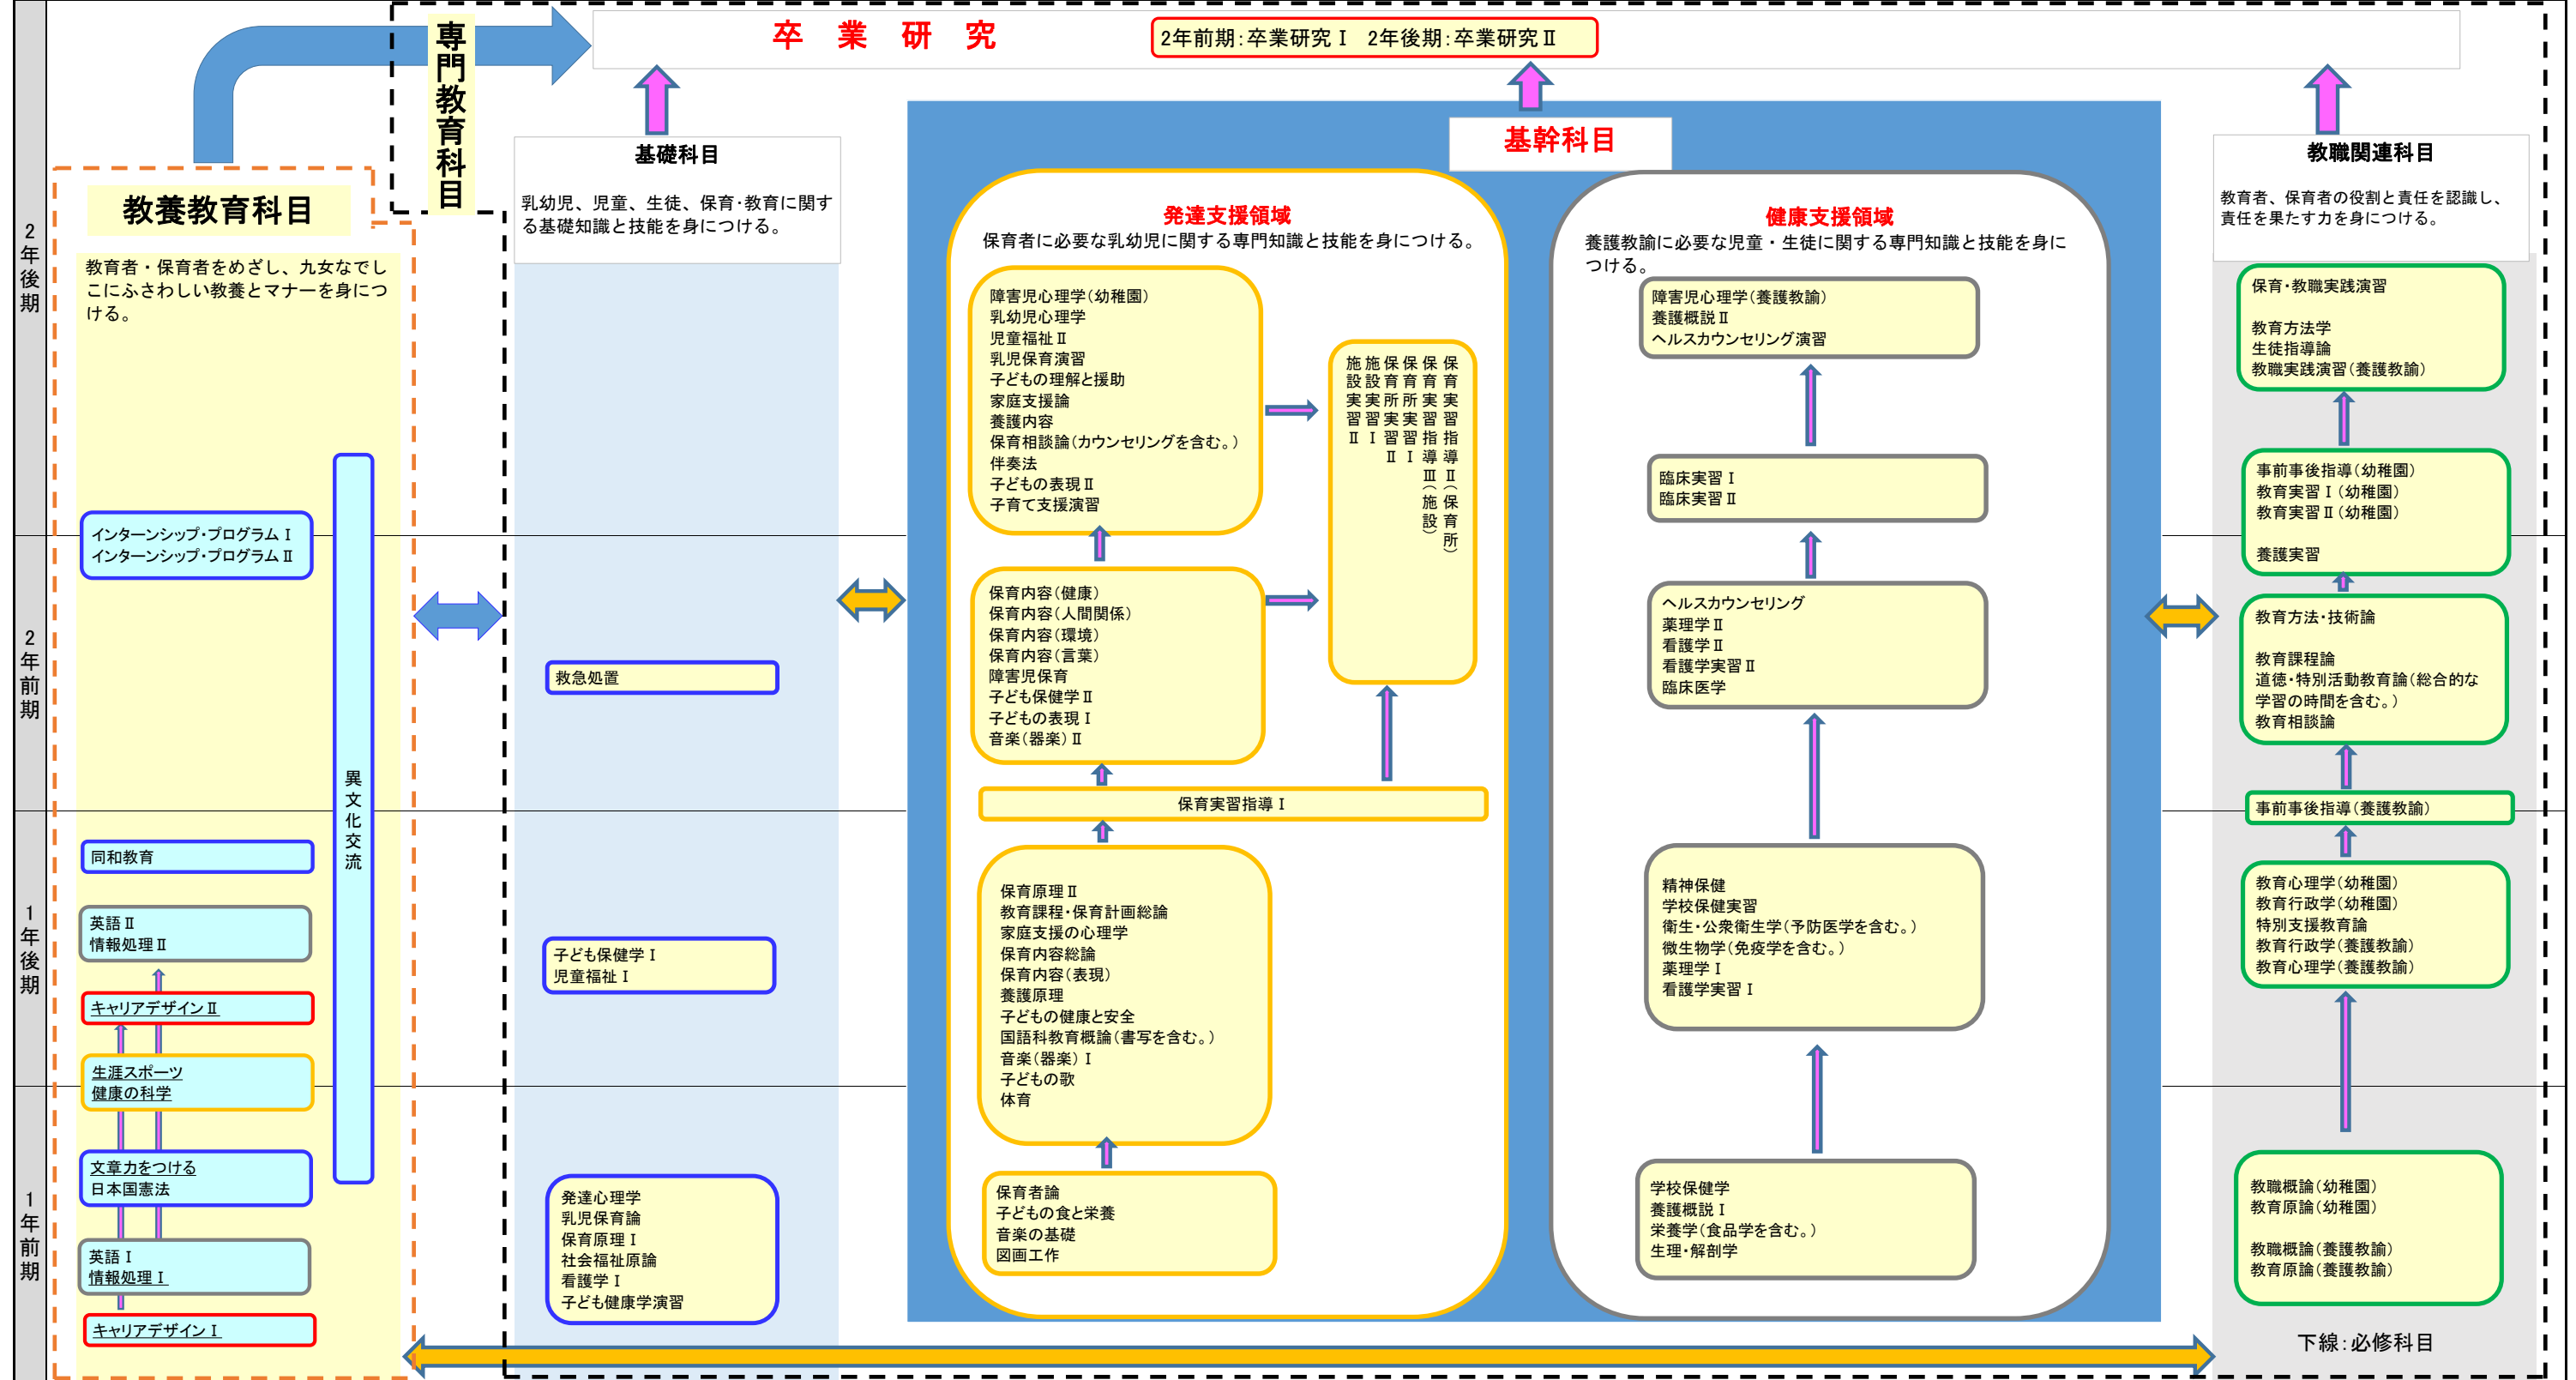 専門教育科目
卒業研究
2年前期：卒業研究Ⅰ　2年後期：卒業研究Ⅱ
2年後期
2年前期
1年後期
1年前期
教養教育科目
教育者・保育者をめざし、九女なでし
こにふさわしい教養とマナーを身につ
ける。
インターンシップ・プログラムⅠ
インターンシップ・プログラムⅡ
異文化交流
同和教育
英語Ⅱ
情報処理Ⅱ
キャリアデザインⅡ
生涯スポーツ
健康の科学
文章力をつける
日本国憲法
英語Ⅰ
情報処理Ⅰ
キャリアデザインⅠ
基礎科目
乳幼児、児童、生徒、保育・教育に関す
る基礎知識と技能を身につける。
救急処置
子ども保健学Ⅰ
児童福祉Ⅰ
発達心理学
乳児保育論
保育原理Ⅰ
社会福祉原論
看護学Ⅰ
子ども健康学演習
基幹科目
発達支援領域
保育者に必要な乳幼児に関する専門知識と技能を身につける。
障害児心理学（幼稚園）
乳幼児心理学
児童福祉Ⅱ
乳児保育演習
子どもの理解と援助
家庭支援論
養護内容
保育相談論（カウンセリングを含む。）
伴奏法
子どもの表現Ⅱ
子育て支援演習
保育実習指導Ⅱ（保育所）
保育実習指導Ⅲ（施設）
保育所実習Ⅰ
保育所実習Ⅱ
施設実習Ⅰ
施設実習Ⅱ
保育内容（健康）
保育内容（人間関係）
保育内容（環境）
保育内容（言葉）
障害児保育
子ども保健学Ⅱ
子どもの表現Ⅰ
音楽（器楽）Ⅱ
保育実習指導Ⅰ
保育原理Ⅱ
教育課程・保育計画総論
家庭支援の心理学
保育内容総論
保育内容（表現）
養護原理
子どもの健康と安全
国語科教育概論（書写を含む。）
音楽（器楽）Ⅰ
子どもの歌
体育
保育者論
子どもの食と栄養
音楽の基礎
図画工作
健康支援領域
養護教諭に必要な児童・生徒に関する専門知識と技能を身に
つける。
障害児心理学（養護教諭）
養護概説Ⅱ
ヘルスカウンセリング演習
臨床実習Ⅰ
臨床実習Ⅱ
ヘルスカウンセリング
薬理学Ⅱ
看護学Ⅱ
看護学実習Ⅱ
臨床医学
精神保健
学校保健実習
衛生・公衆衛生学（予防医学を含む。）
微生物学（免疫学を含む。）
薬理学Ⅰ
看護学実習Ⅰ
学校保健学
養護概説Ⅰ
栄養学（食品学を含む。）
生理・解剖学
教職関連科目
教育者、保育者の役割と責任を認識し、
責任を果たす力を身につける。
保育・教職実践演習
教育方法学
生徒指導論
教職実践演習（養護教諭）
事前事後指導（幼稚園）
教育実習Ⅰ（幼稚園）
教育実習Ⅱ（幼稚園）
養護実習
教育方法・技術論
教育課程論
道徳・特別活動教育論（総合的な
学習の時間を含む。）
教育相談論
事前事後指導（養護教諭）
教育心理学（幼稚園）
教育行政学（幼稚園）
特別支援教育論
教育行政学（養護教諭）
教育心理学（養護教諭）
教職概論（幼稚園）
教育原論（幼稚園）
教職概論（養護教諭）
教育原論（養護教諭）
下線：必修科目